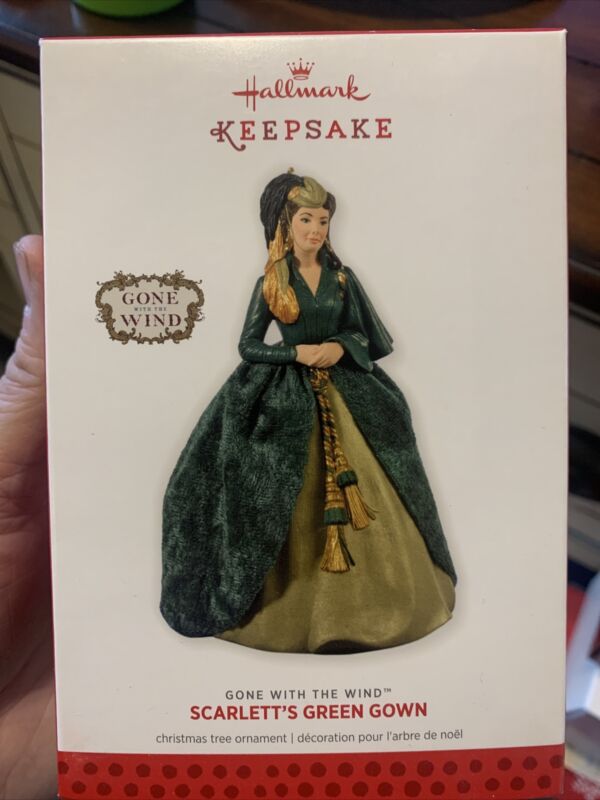 Hallmark
KEEPSAKE
GONE
WITH THE
WIND
GONE WITH THE WIND™
SCARLETT'S GREEN GOWN
christmas tree ornament | décoration pour l'arbre de noël